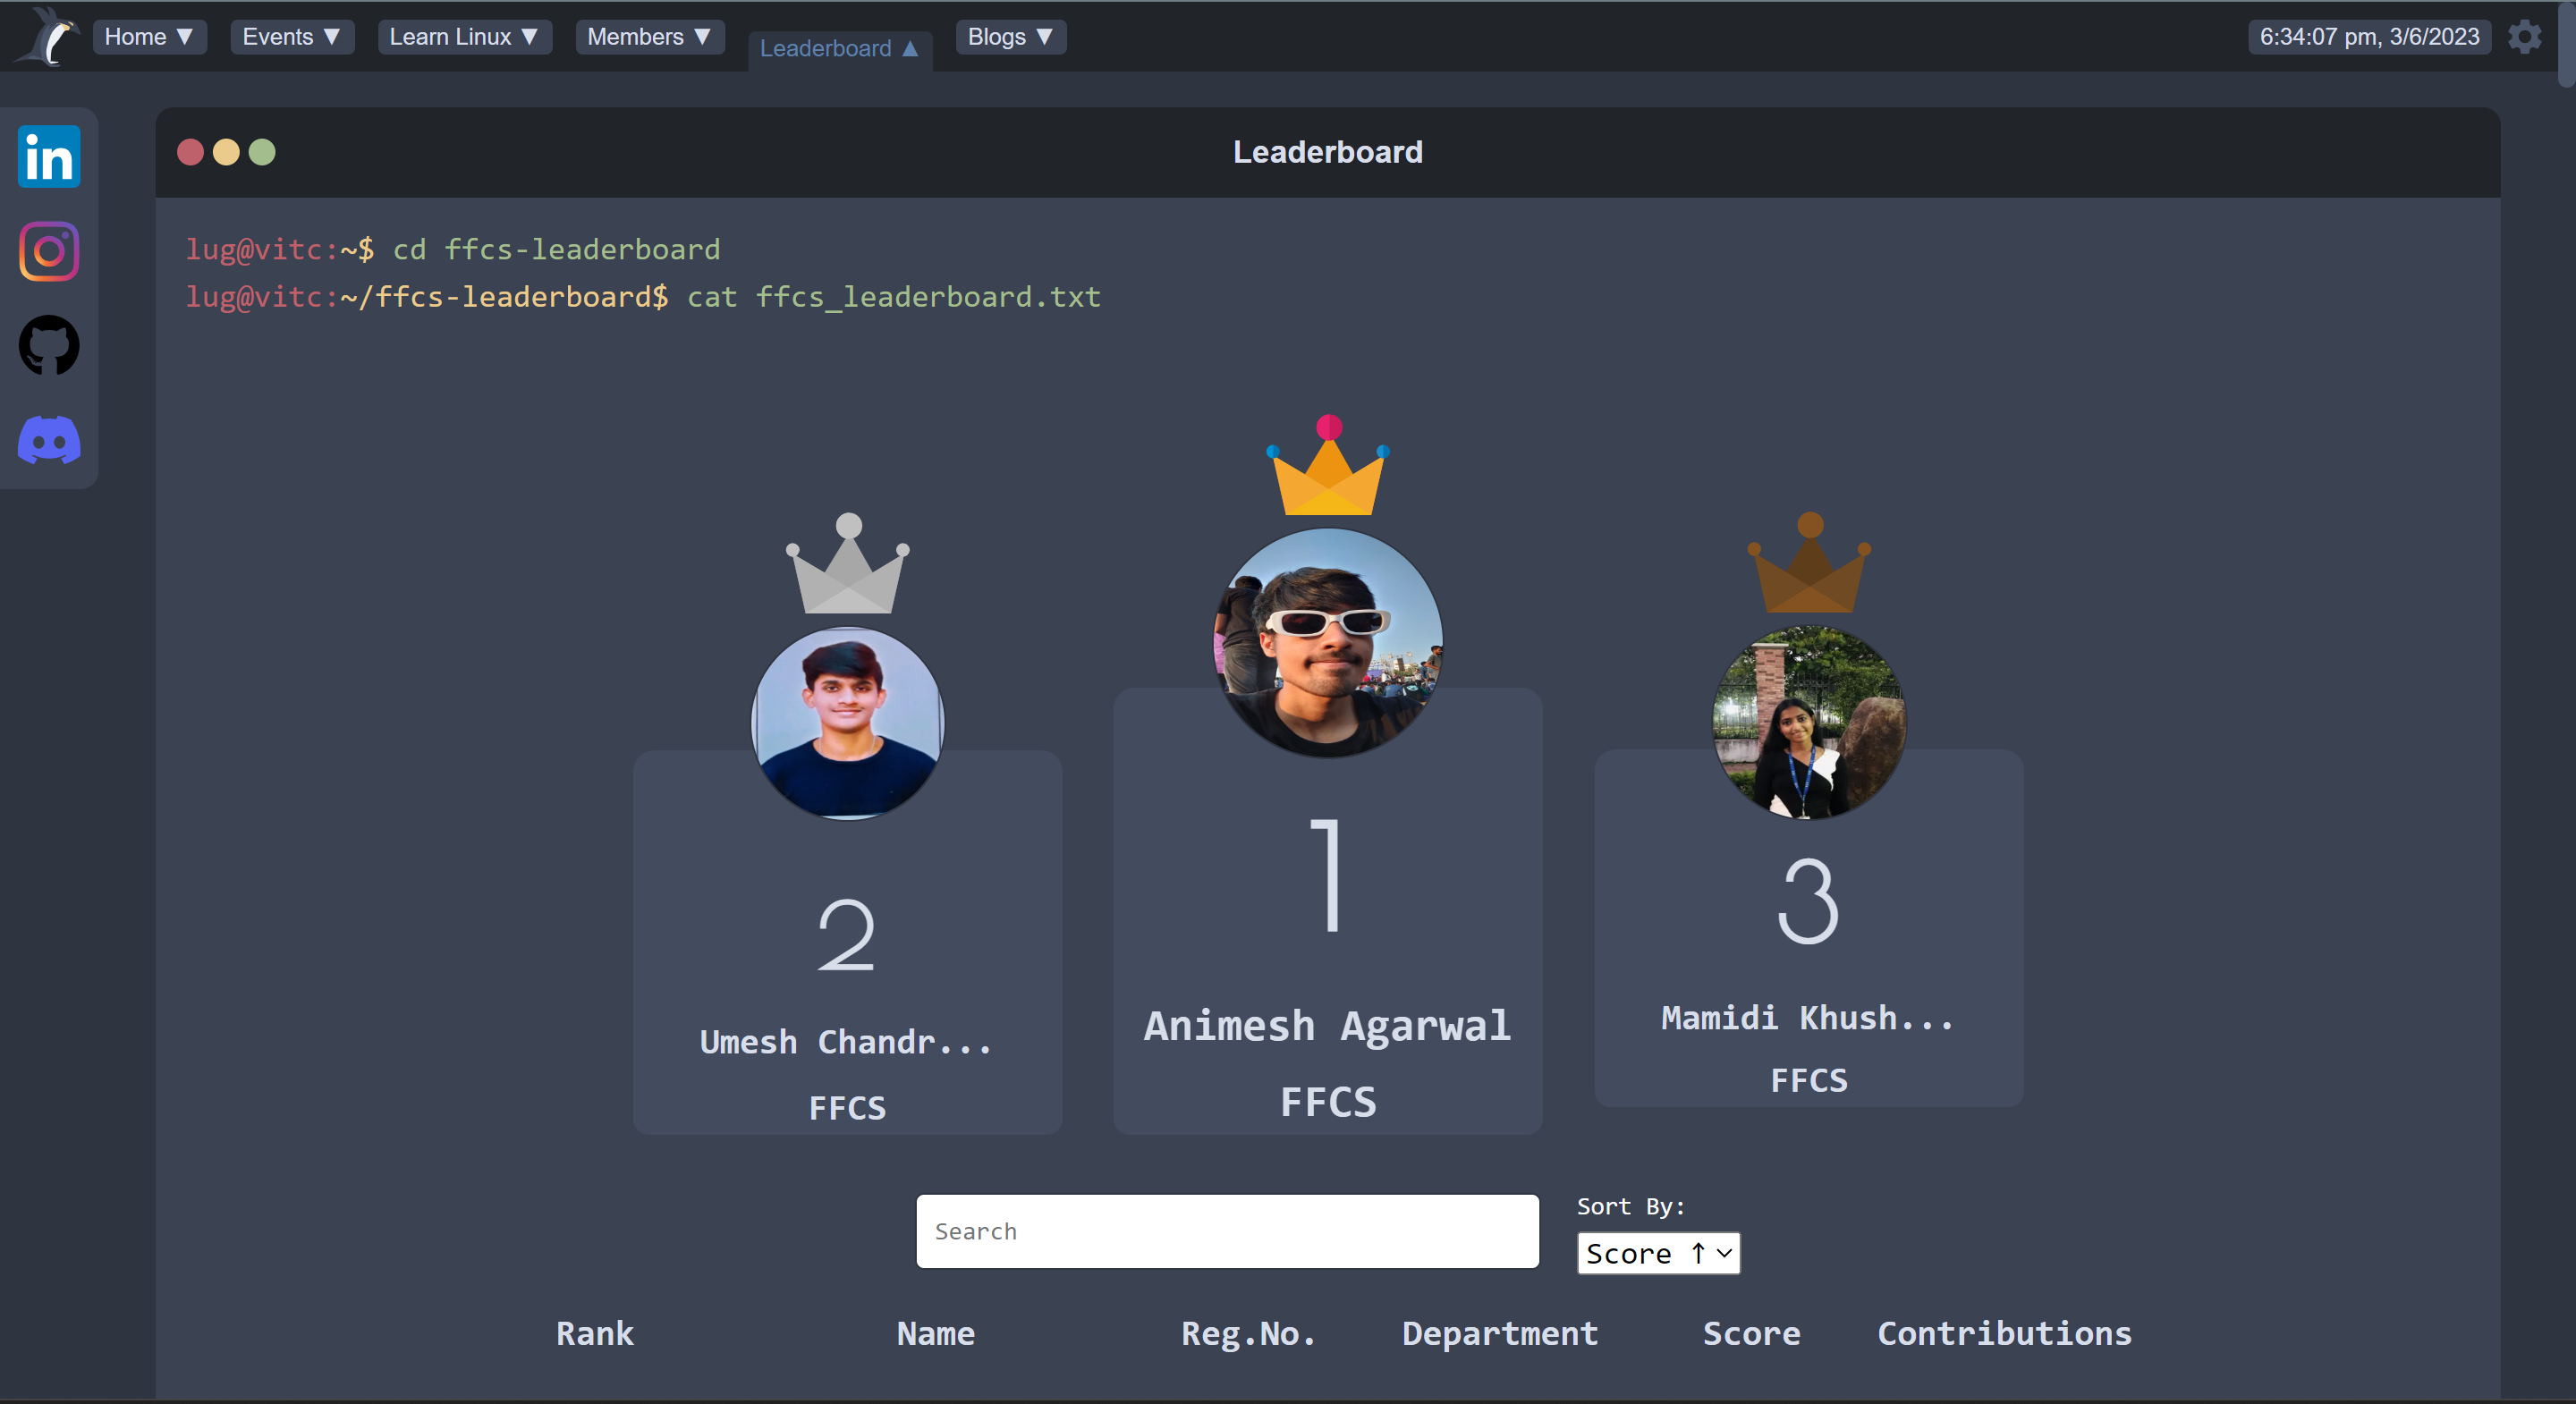 Home ▼ Events ▼ Learn Linux ▼ Members ▼ Leaderboard ▲ Blogs ▼ 6:34:07 pm, 3/6/2023
in
Leaderboard
lug@vitc:~$ cd ffcs-leaderboard
lug@vitc:~/ffcs-leaderboard$ cat ffcs_leaderboard.txt
2
Umesh Chandr...
FFCS
1
Animesh Agarwal
FFCS
3
Mamidi Khush...
FFCS
Search
Sort By:
Score ↑
Rank Name Reg.No. Department Score Contributions